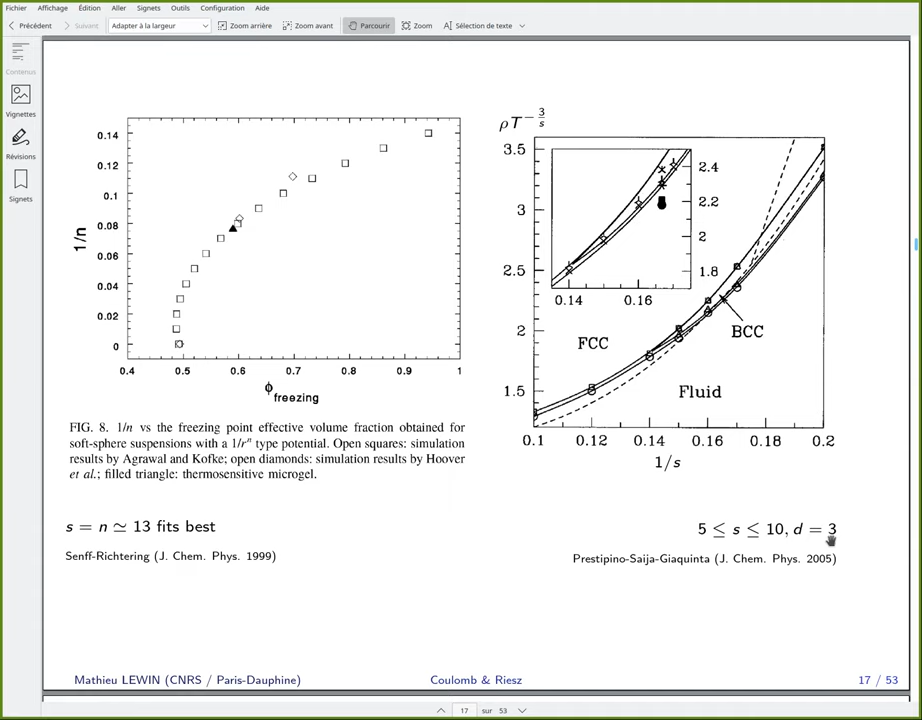 Fichier Affichage Édition Aller Signets Outils Configuration Aide
Précédent Suivant Adapter à la largeur Zoom arrière Zoom avant Parcourir Zoom Sélection de texte
Contenus
Vignettes
Révisions
Signets
0.14
0.12
0.1
0.08
0.06
0.04
0.02
0
1/n
0.4 0.5 0.6 0.7 0.8 0.9 1
ϕ freezing
FIG. 8. 1/n vs the freezing point effective volume fraction obtained for
soft-sphere suspensions with a 1/rⁿ type potential. Open squares: simulation
results by Agrawal and Kofke; open diamonds: simulation results by Hoover
et al.; filled triangle: thermosensitive microgel.
s = n ≃ 13 fits best
Senff-Richtering (J. Chem. Phys. 1999)
ρT^{-3/s}
3.5
3
2.5
2
1.5
2.4
2.2
2
1.8
0.14 0.16
FCC
BCC
Fluid
0.1 0.12 0.14 0.16 0.18 0.2
1/s
5 ≤ s ≤ 10, d = 3
Prestipino-Saija-Giaquinta (J. Chem. Phys. 2005)
Mathieu LEWIN (CNRS / Paris-Dauphine) Coulomb & Riesz 17 / 53
17 sur 53